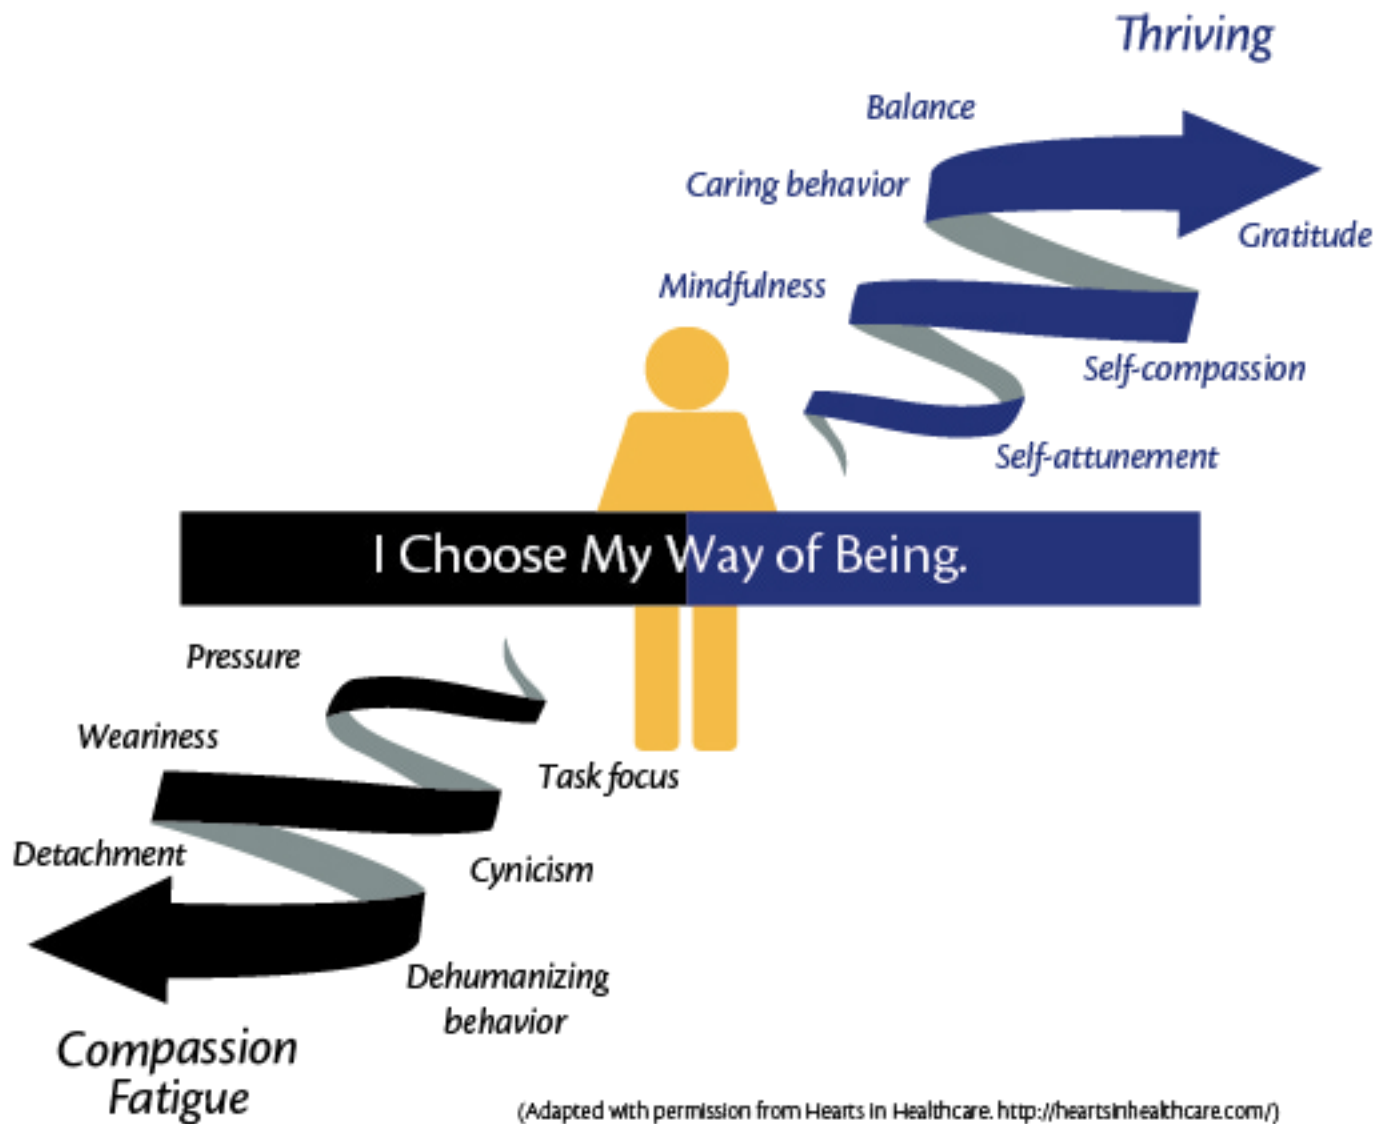 Thriving
Balance
Caring behavior
Gratitude
Mindfulness
Self-compassion
Self-attunement
I Choose My Way of Being.
Pressure
Weariness
Task focus
Detachment
Cynicism
Dehumanizing
behavior
Compassion
Fatigue
(Adapted with permission from Hearts in Healthcare. http://heartsinhealthcare.com/)